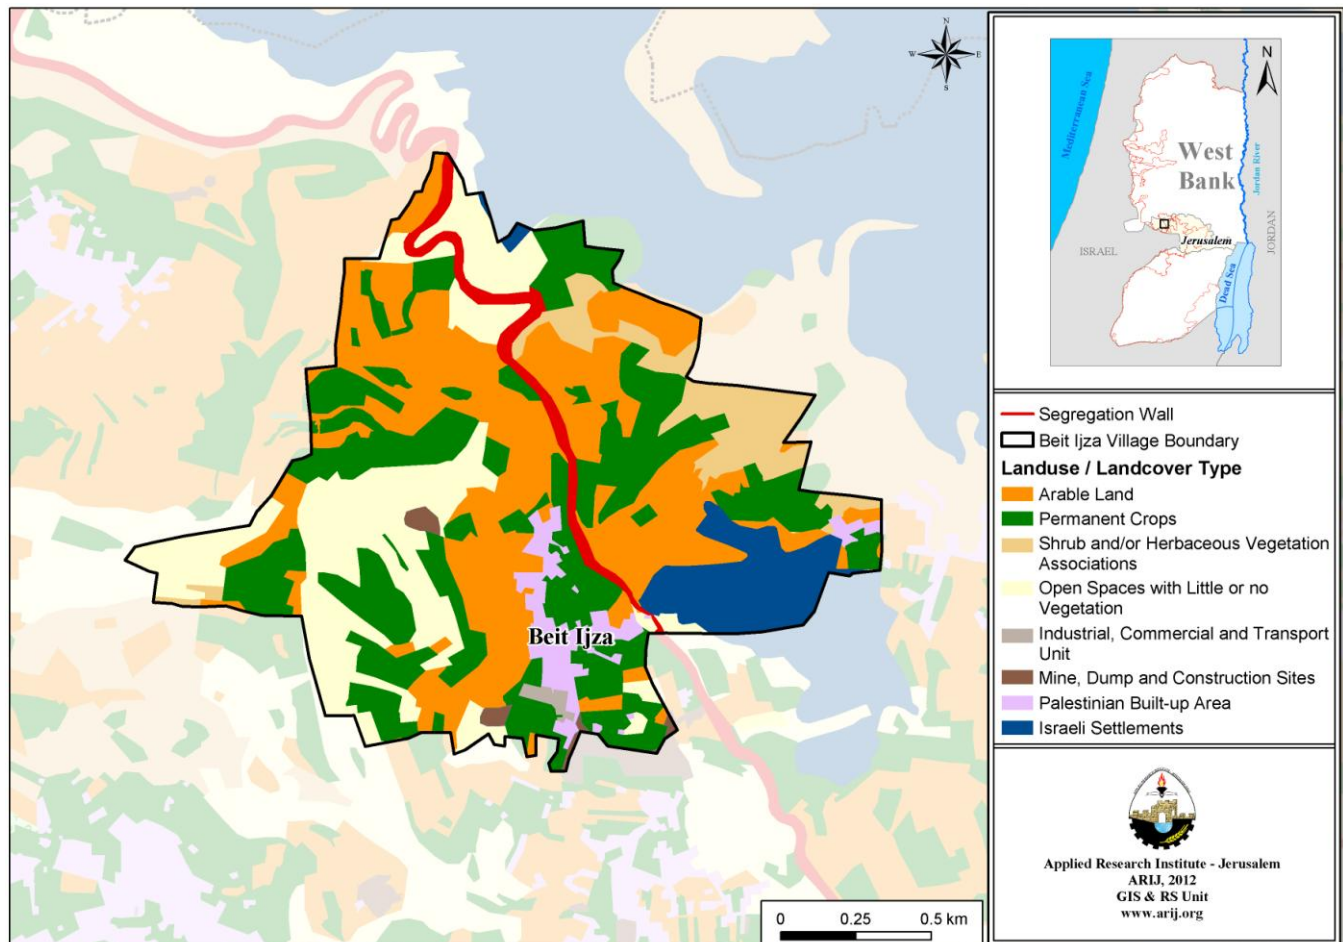 N
W
E
S
Beit Ijza
0
0.25
0.5 km
N
Mediterranean Sea
West
Bank
Jordan River
Jerusalem
ISRAEL
JORDAN
Dead Sea
Segregation Wall
Beit Ijza Village Boundary
Landuse / Landcover Type
Arable Land
Permanent Crops
Shrub and/or Herbaceous Vegetation
Associations
Open Spaces with Little or no
Vegetation
Industrial, Commercial and Transport
Unit
Mine, Dump and Construction Sites
Palestinian Built-up Area
Israeli Settlements
Applied Research Institute - Jerusalem
ARIJ, 2012
GIS & RS Unit
www.arij.org